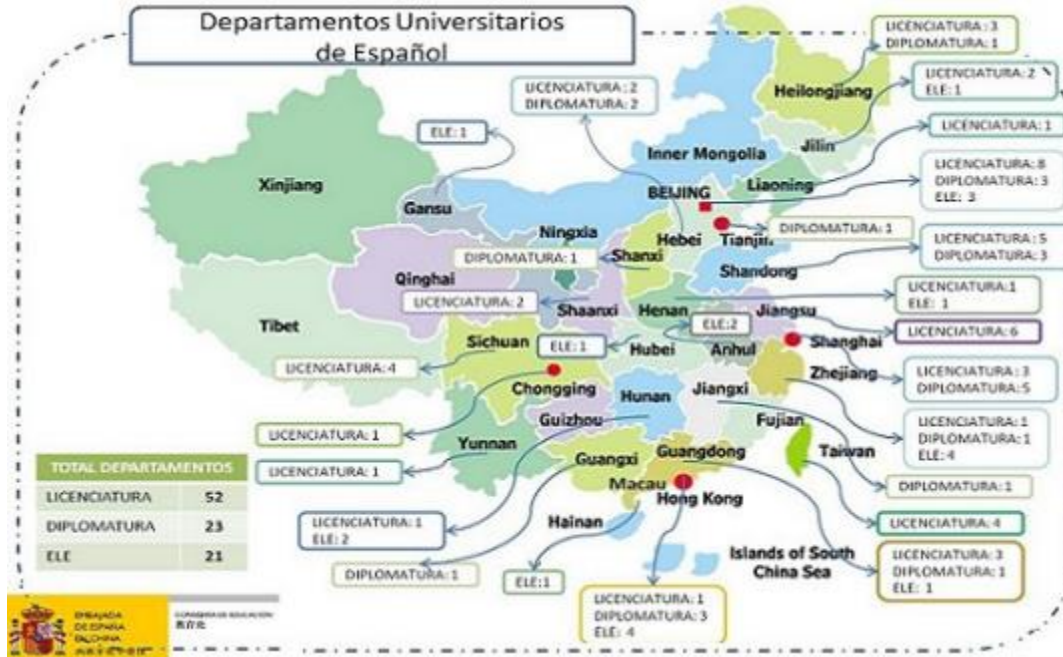 Departamentos Universitarios
de Español
LICENCIATURA: 3
DIPLOMATURA: 1
LICENCIATURA: 2
ELE: 1
LICENCIATURA: 2
DIPLOMATURA: 2
ELE: 1
LICENCIATURA: 1
LICENCIATURA: 8
DIPLOMATURA: 3
ELE: 3
DIPLOMATURA: 1
LICENCIATURA: 5
DIPLOMATURA: 3
DIPLOMATURA: 1
LICENCIATURA: 2
LICENCIATURA:1
ELE: 1
LICENCIATURA: 6
ELE:2
ELE:1
LICENCIATURA: 4
LICENCIATURA: 3
DIPLOMATURA: 5
LICENCIATURA: 1
DIPLOMATURA: 1
ELE: 4
LICENCIATURA: 1
LICENCIATURA: 1
DIPLOMATURA: 1
LICENCIATURA: 4
LICENCIATURA: 1
ELE: 2
LICENCIATURA: 3
DIPLOMATURA: 1
ELE: 1
DIPLOMATURA: 1
ELE:1
LICENCIATURA: 1
DIPLOMATURA: 3
ELE: 4
Heilongjiang
Jilin
Inner Mongolia
Liaoning
Xinjiang
BEIJING
Gansu
Ningxia
Hebei
Tianjin
Shanxi
Shandong
Qinghai
Shaanxi
Henan
Jiangsu
Tibet
Sichuan
Hubei
Anhul
Shanghai
Zhejiang
Chongging
Hunan
Jiangxi
Guizhou
Fujian
Yunnan
Guangxi
Guangdong
Taiwan
Macau
Hong Kong
Hainan
Islands of South
China Sea
TOTAL DEPARTAMENTOS
LICENCIATURA 52
DIPLOMATURA 23
ELE 21
EMBAJADA
DE ESPAÑA
EN CHINA
CONSEJERÍA DE EDUCACIÓN
教育处